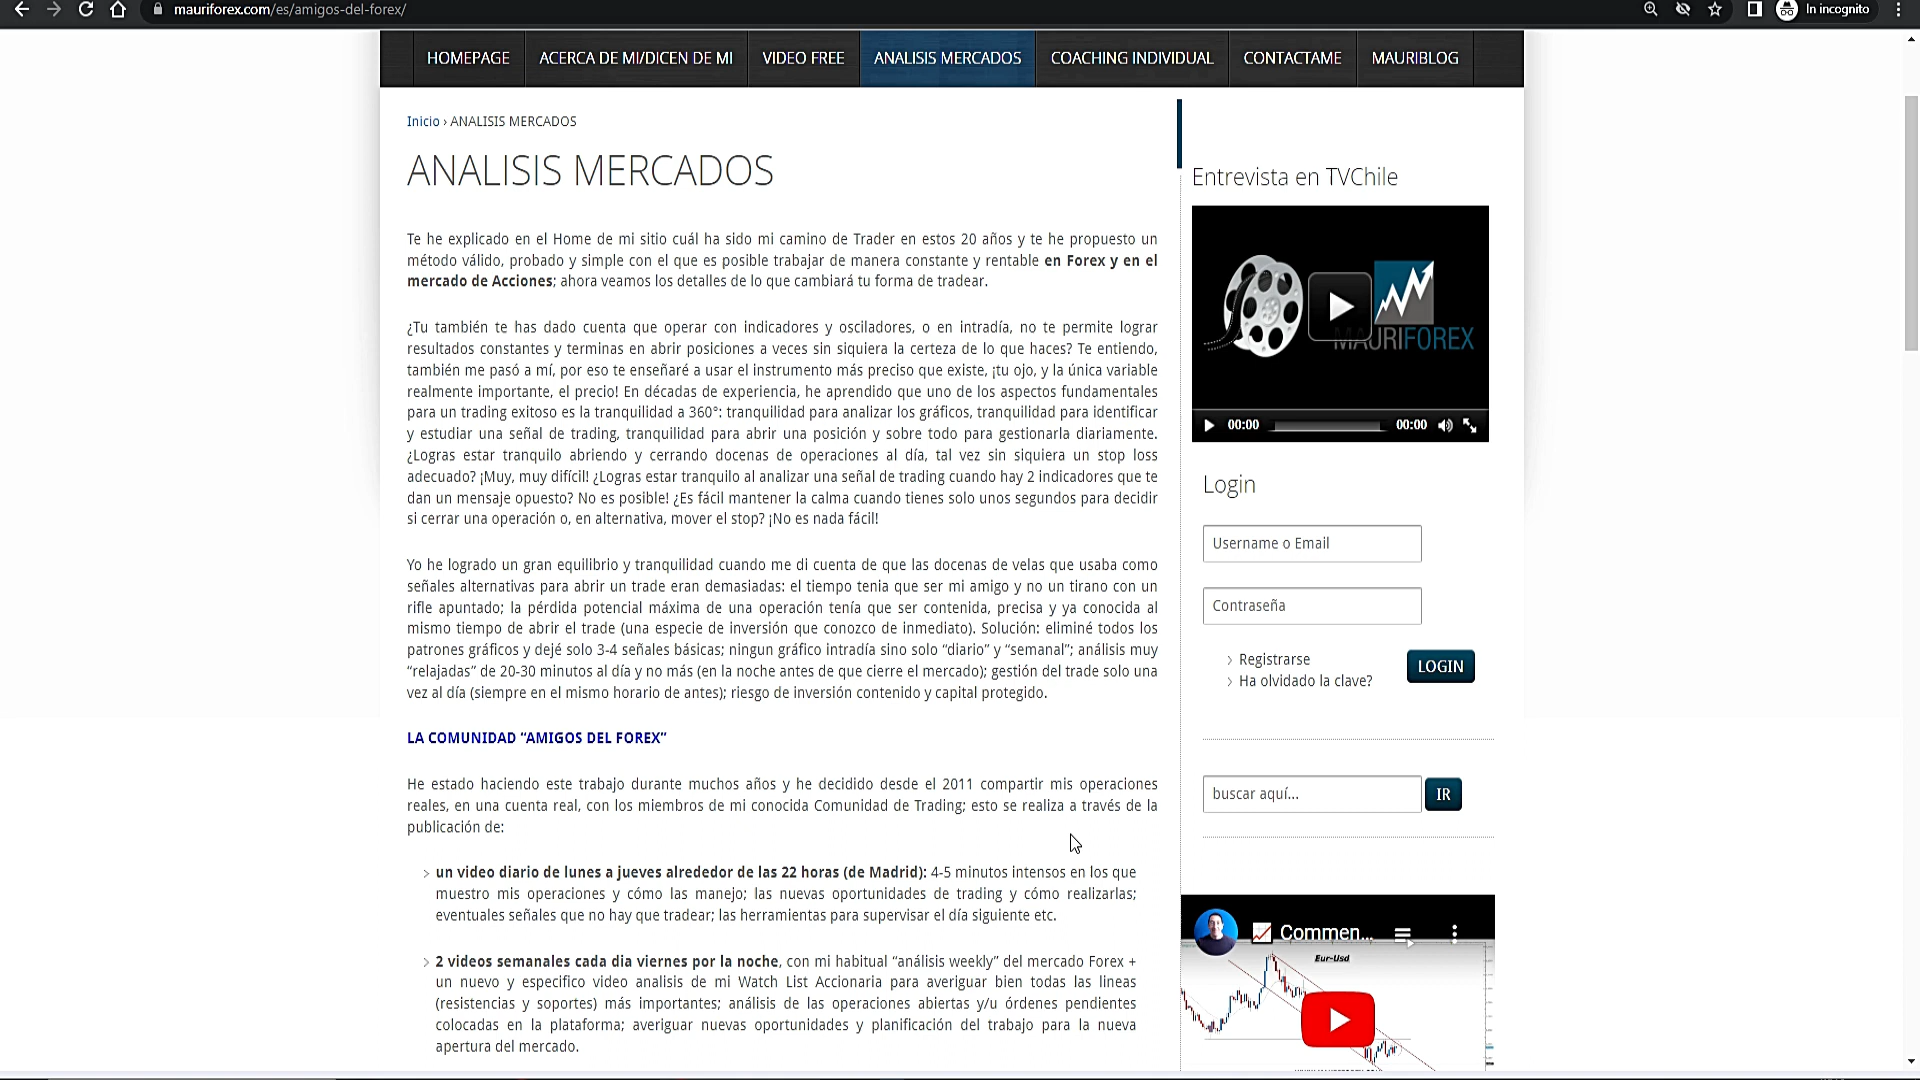 mauriforex.com/es/amigos-del-forex/
In incognito
HOMEPAGE
ACERCA DE MI/DICEN DE MI
VIDEO FREE
ANALISIS MERCADOS
COACHING INDIVIDUAL
CONTACTAME
MAURIBLOG
Inicio › ANALISIS MERCADOS
ANALISIS MERCADOS
Te he explicado en el Home de mi sitio cuál ha sido mi camino de Trader en estos 20 años y te he propuesto un
método válido, probado y simple con el que es posible trabajar de manera constante y rentable en Forex y en el
mercado de Acciones; ahora veamos los detalles de lo que cambiará tu forma de tradear.
¿Tu también te has dado cuenta que operar con indicadores y osciladores, o en intradía, no te permite lograr
resultados constantes y terminas en abrir posiciones a veces sin siquiera la certeza de lo que haces? Te entiendo,
también me pasó a mí, por eso te enseñaré a usar el instrumento más preciso que existe, ¡tu ojo, y la única variable
realmente importante, el precio! En décadas de experiencia, he aprendido que uno de los aspectos fundamentales
para un trading exitoso es la tranquilidad a 360°: tranquilidad para analizar los gráficos, tranquilidad para identificar
y estudiar una señal de trading, tranquilidad para abrir una posición y sobre todo para gestionarla diariamente.
¿Logras estar tranquilo abriendo y cerrando docenas de operaciones al día, tal vez sin siquiera un stop loss
adecuado? ¡Muy, muy difícil! ¿Logras estar tranquilo al analizar una señal de trading cuando hay 2 indicadores que te
dan un mensaje opuesto? No es posible! ¿Es fácil mantener la calma cuando tienes solo unos segundos para decidir
si cerrar una operación o, en alternativa, mover el stop? ¡No es nada fácil!
Yo he logrado un gran equilibrio y tranquilidad cuando me di cuenta de que las docenas de velas que usaba como
señales alternativas para abrir un trade eran demasiadas: el tiempo tenia que ser mi amigo y no un tirano con un
rifle apuntado; la pérdida potencial máxima de una operación tenía que ser contenida, precisa y ya conocida al
mismo tiempo de abrir el trade (una especie de inversión que conozco de inmediato). Solución: eliminé todos los
patrones gráficos y dejé solo 3-4 señales básicas; ningun gráfico intradía sino solo “diario” y “semanal”; análisis muy
“relajadas” de 20-30 minutos al día y no más (en la noche antes de que cierre el mercado); gestión del trade solo una
vez al día (siempre en el mismo horario de antes); riesgo de inversión contenido y capital protegido.
LA COMUNIDAD “AMIGOS DEL FOREX”
He estado haciendo este trabajo durante muchos años y he decidido desde el 2011 compartir mis operaciones
reales, en una cuenta real, con los miembros de mi conocida Comunidad de Trading; esto se realiza a través de la
publicación de:
un video diario de lunes a jueves alrededor de las 22 horas (de Madrid): 4-5 minutos intensos en los que
muestro mis operaciones y cómo las manejo; las nuevas oportunidades de trading y cómo realizarlas;
eventuales señales que no hay que tradear; las herramientas para supervisar el día siguiente etc.
2 videos semanales cada dia viernes por la noche, con mi habitual “análisis weekly” del mercado Forex +
un nuevo y especifico video analisis de mi Watch List Accionaria para averiguar bien todas las lineas
(resistencias y soportes) más importantes; análisis de las operaciones abiertas y/u órdenes pendientes
colocadas en la plataforma; averiguar nuevas oportunidades y planificación del trabajo para la nueva
apertura del mercado.
Entrevista en TVChile
MAURIFOREX
00:00
00:00
Login
Username o Email
Contraseña
Registrarse
Ha olvidado la clave?
LOGIN
buscar aquí...
IR
Commen...
Eur-Usd